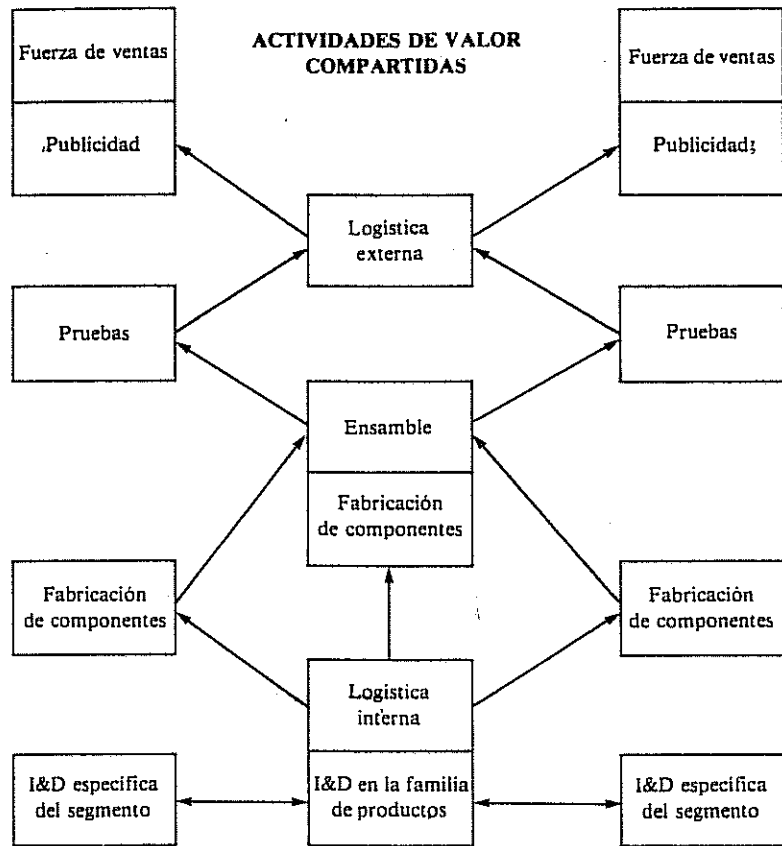 Fuerza de ventas
ACTIVIDADES DE VALOR
COMPARTIDAS
Fuerza de ventas
Publicidad
Publicidad
Logística
externa
Pruebas
Pruebas
Ensamble
Fabricación
de componentes
Fabricación
de componentes
Fabricación
de componentes
Logística
interna
I&D específica
del segmento
I&D en la familia
de productos
I&D específica
del segmento